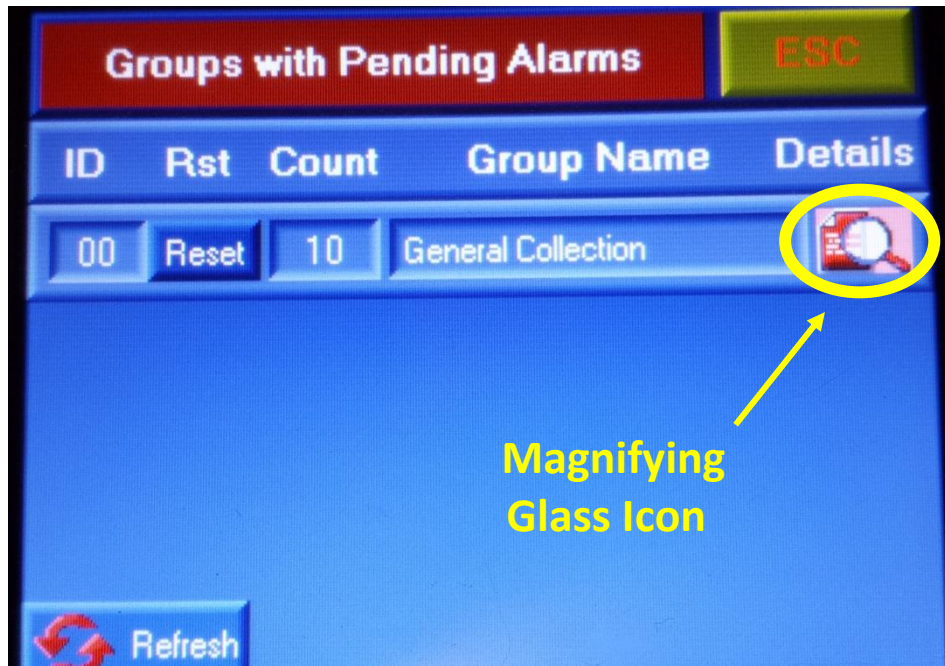 Groups with Pending Alarms ESC
ID Rst Count Group Name Details
00 Reset 10 General Collection
Magnifying
Glass Icon
Refresh